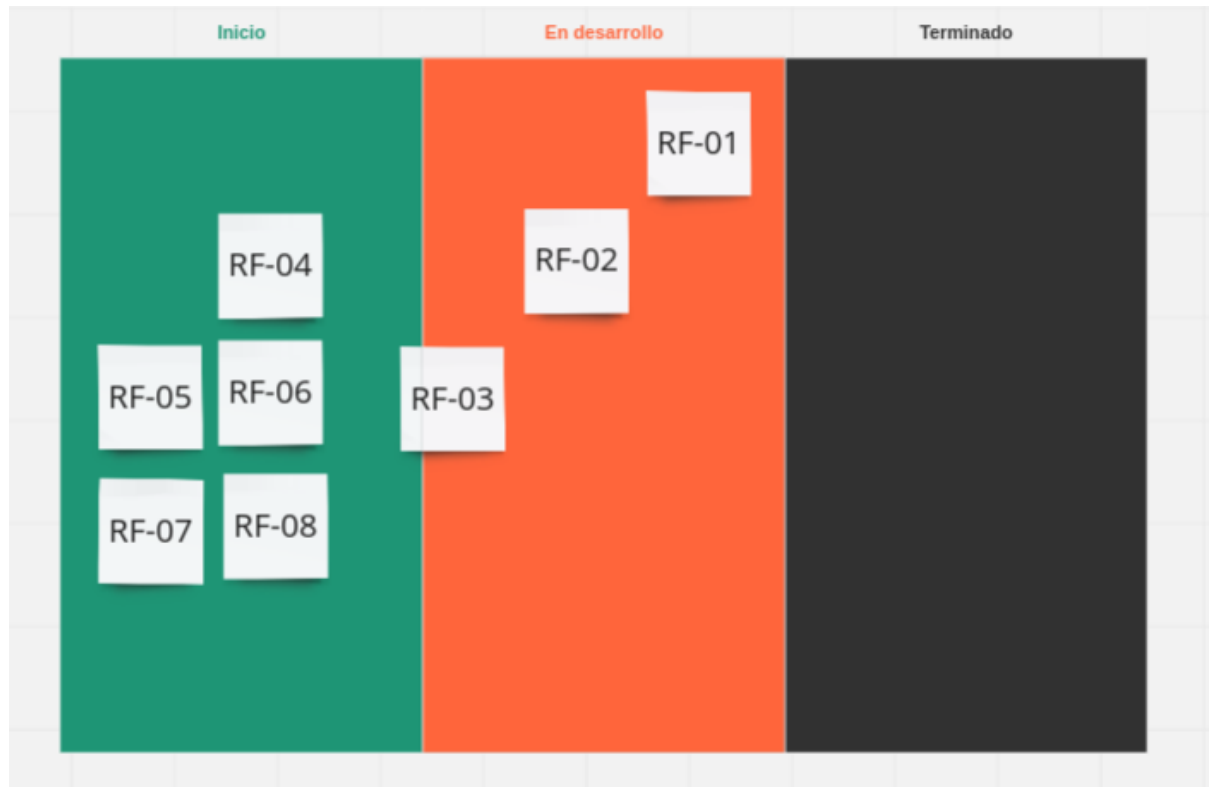 Inicio
En desarrollo
Terminado
RF-01
RF-02
RF-04
RF-03
RF-05
RF-06
RF-07
RF-08